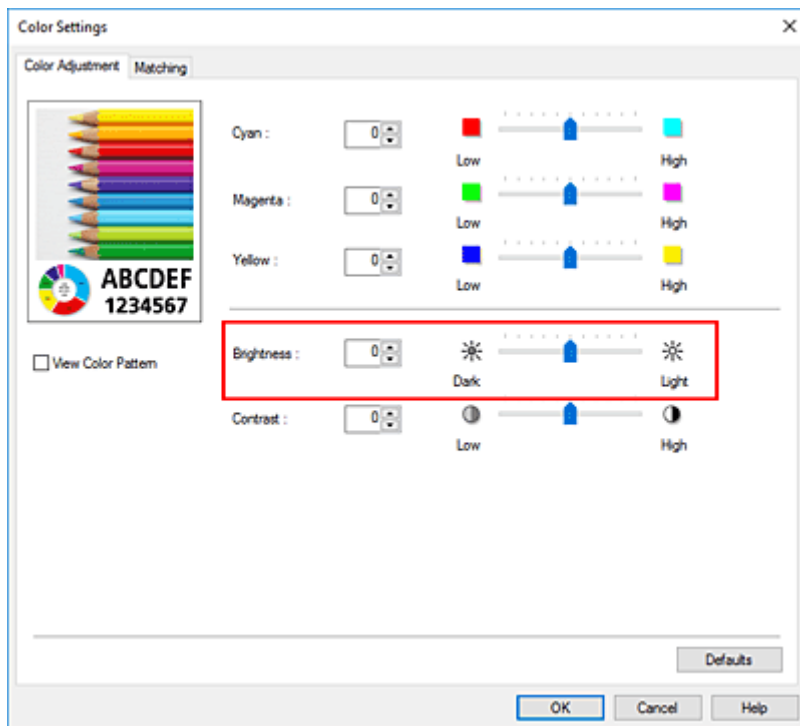 Color Settings
Color Adjustment Matching
Cyan : 0 Low High
Magenta : 0 Low High
Yellow : 0 Low High
ABCDEF
1234567
View Color Pattern
Brightness : 0 Dark Light
Contrast : 0 Low High
Defaults
OK Cancel Help